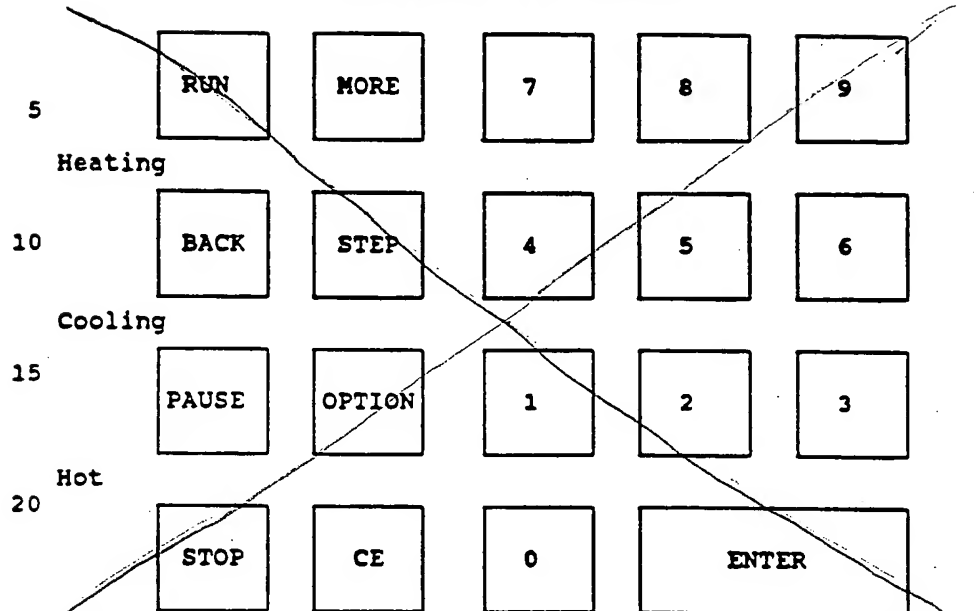 RUN MORE 7 8 9
5
Heating
10 BACK STEP 4 5 6
Cooling
15
PAUSE OPTION 1 2 3
Hot
20
STOP CE 0 ENTER